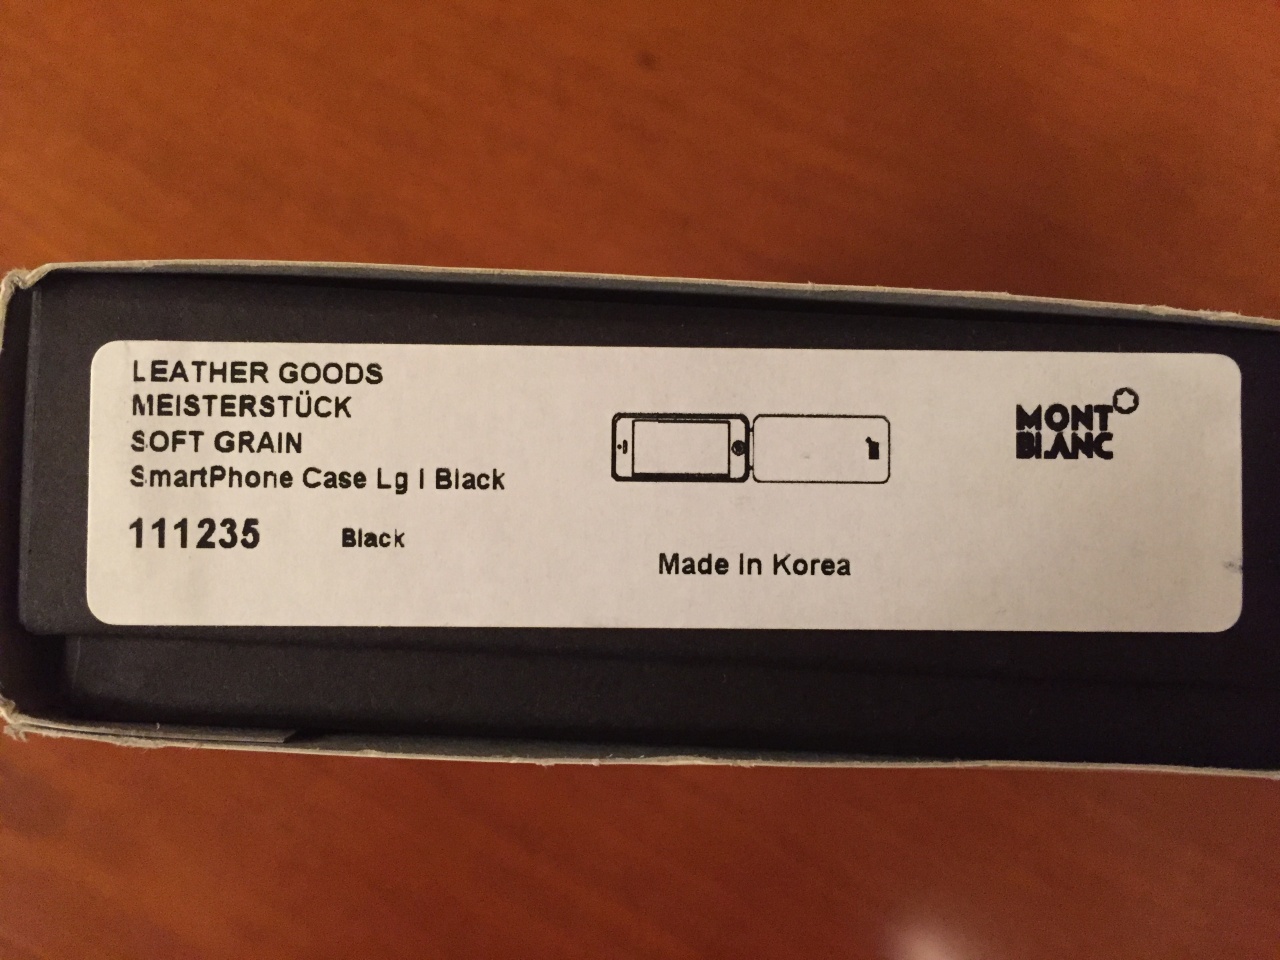 LEATHER GOODS
MEISTERSTÜCK
SOFT GRAIN
SmartPhone Case Lg I Black
111235 Black
Made in Korea
MONT
BLANC